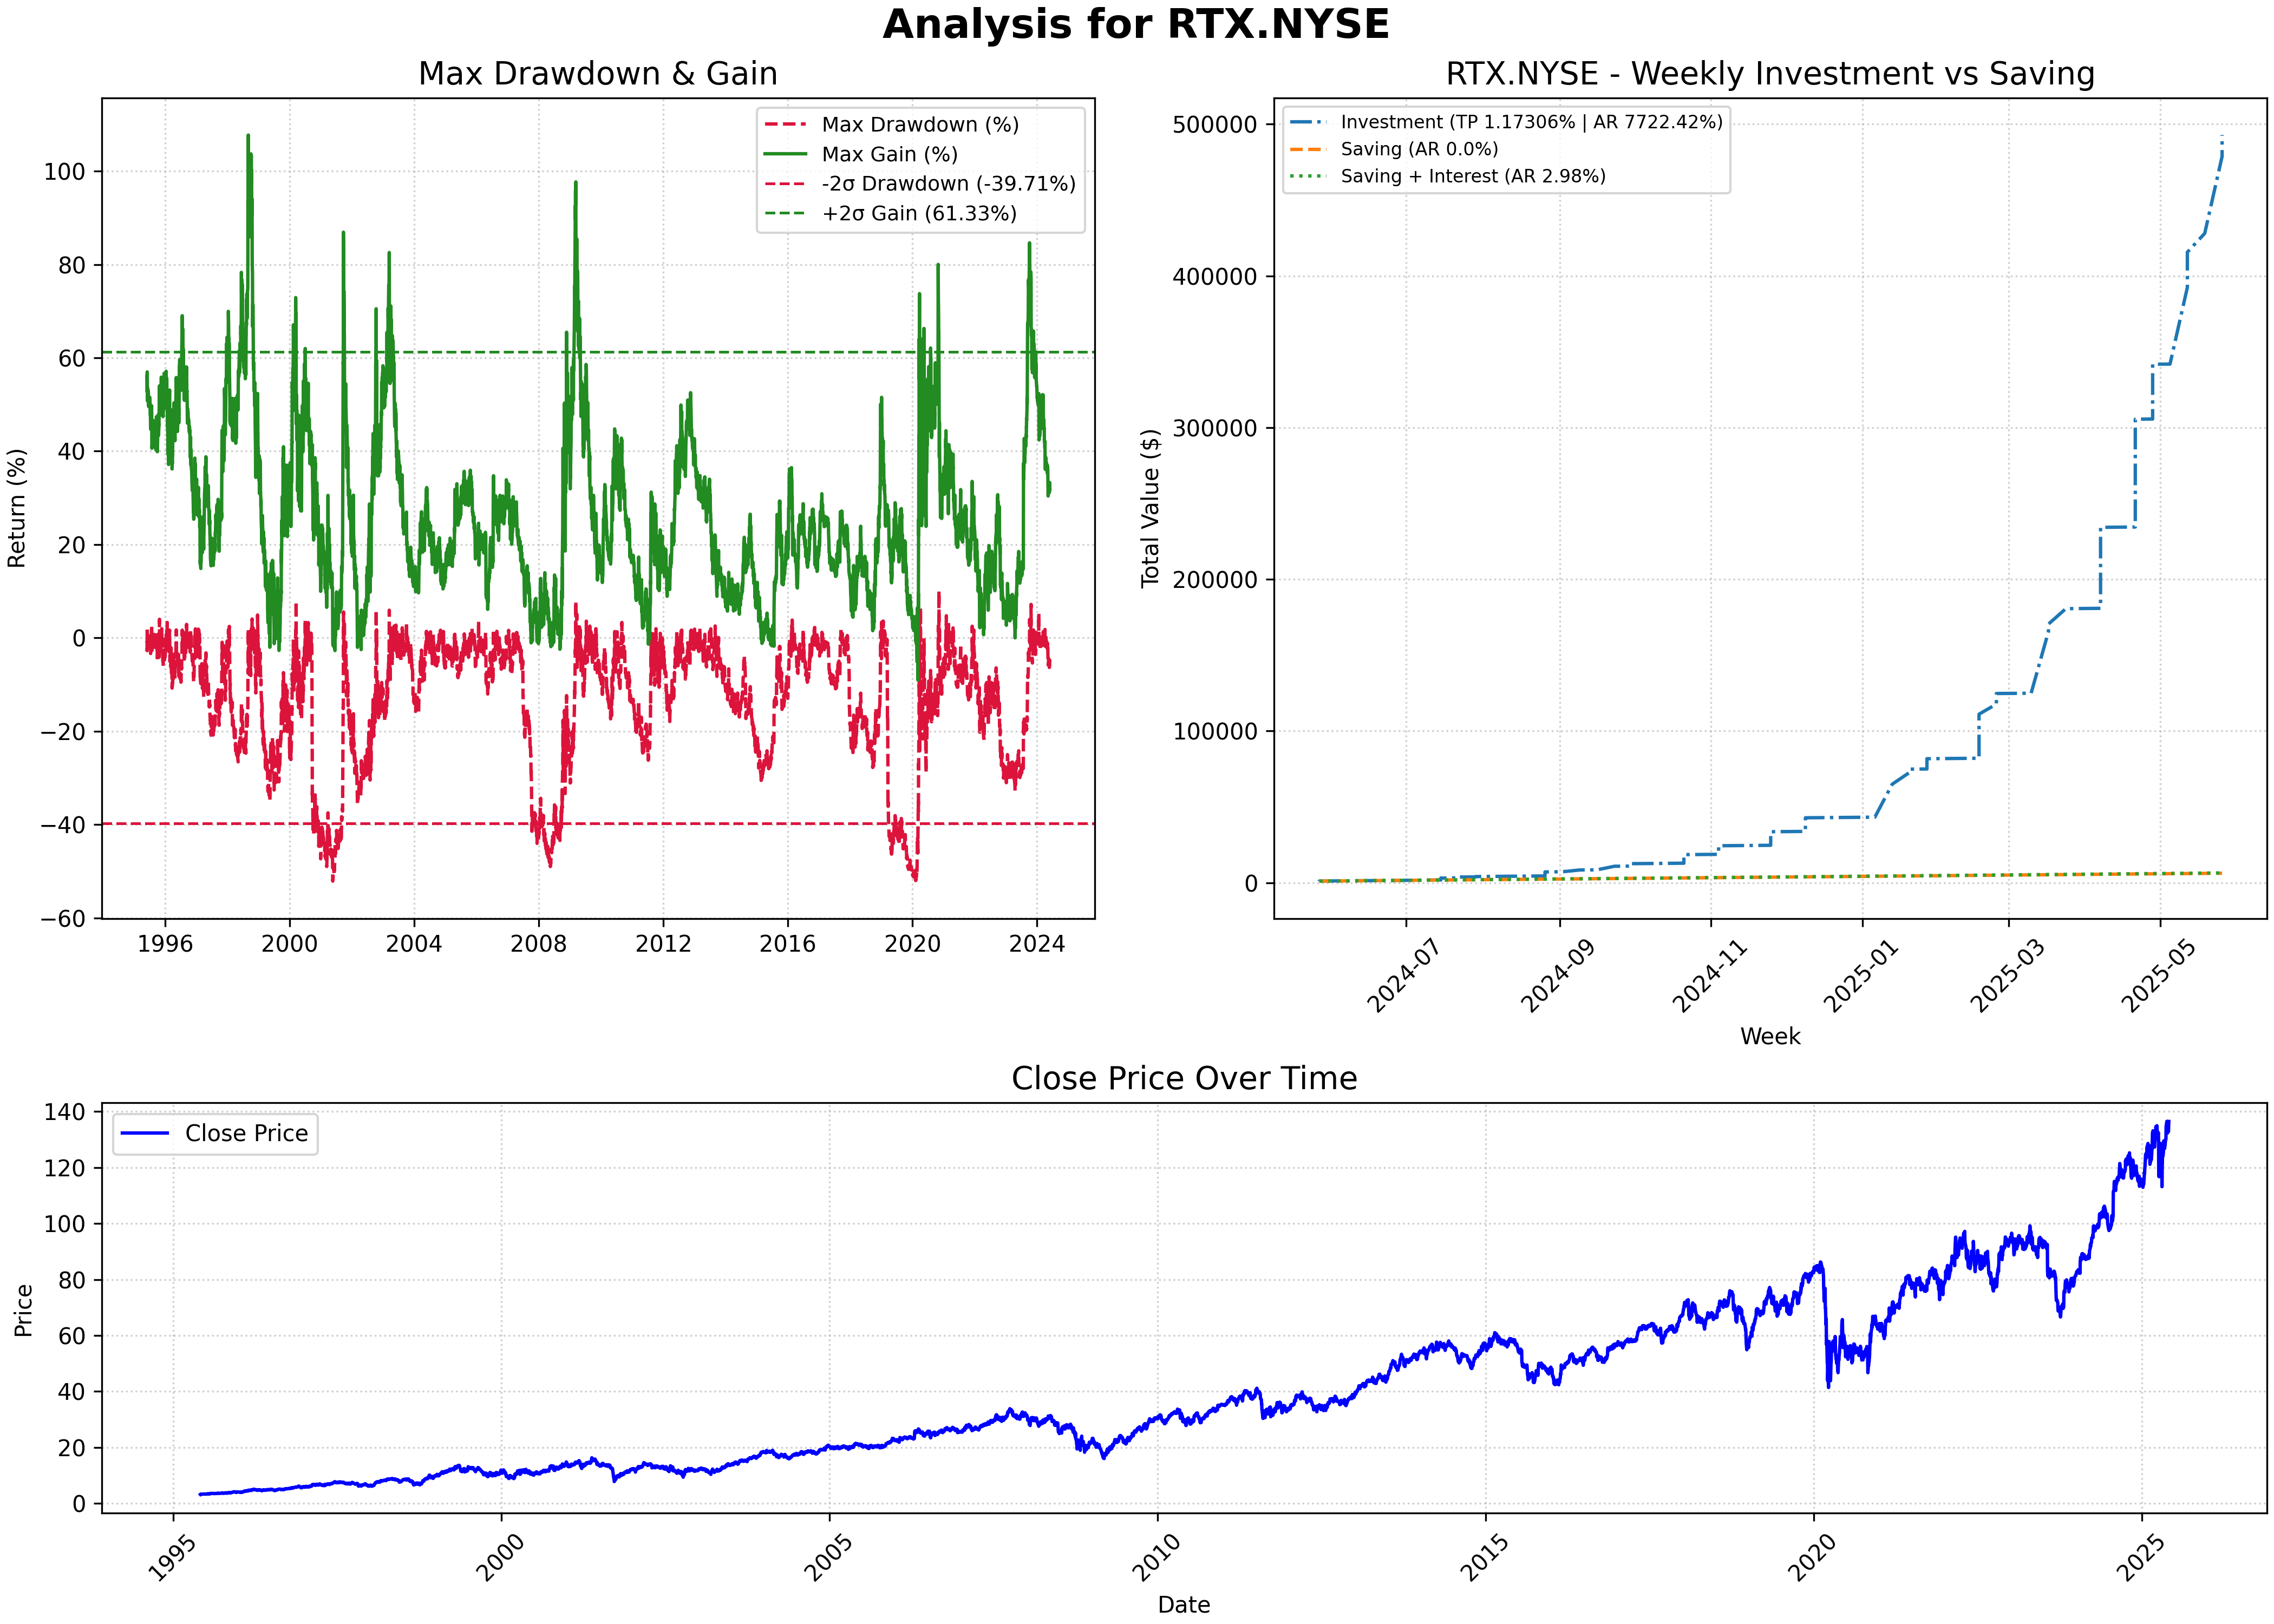 Analysis for RTX.NYSE
Max Drawdown & Gain
Max Drawdown (%)
Max Gain (%)
-2σ Drawdown (-39.71%)
+2σ Gain (61.33%)
Return (%)
100
80
60
40
20
0
−20
−40
−60
1996
2000
2004
2008
2012
2016
2020
2024
RTX.NYSE - Weekly Investment vs Saving
Investment (TP 1.17306% | AR 7722.42%)
Saving (AR 0.0%)
Saving + Interest (AR 2.98%)
Total Value ($)
500000
400000
300000
200000
100000
0
2024-07
2024-09
2024-11
2025-01
2025-03
2025-05
Week
Close Price Over Time
Close Price
Price
140
120
100
80
60
40
20
0
1995
2000
2005
2010
2015
2020
2025
Date